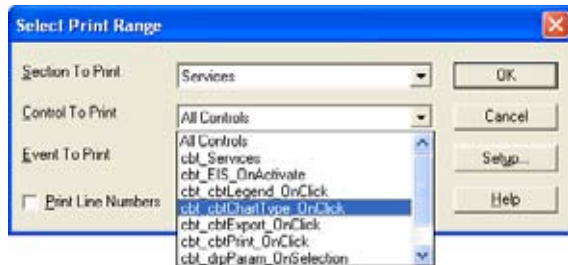 Select Print Range
Section To Print
Services
OK
Control To Print
All Controls
Cancel
All Controls
cbt_Services
Event To Print
cbt_EIS_OnActivate
Setup...
cbt_cbtLegend_OnClick
Print Line Numbers
cbt_cbtChartType_OnClick
Help
cbt_cbtExport_OnClick
cbt_cbtPrint_OnClick
cbt_drpParam_OnSelection